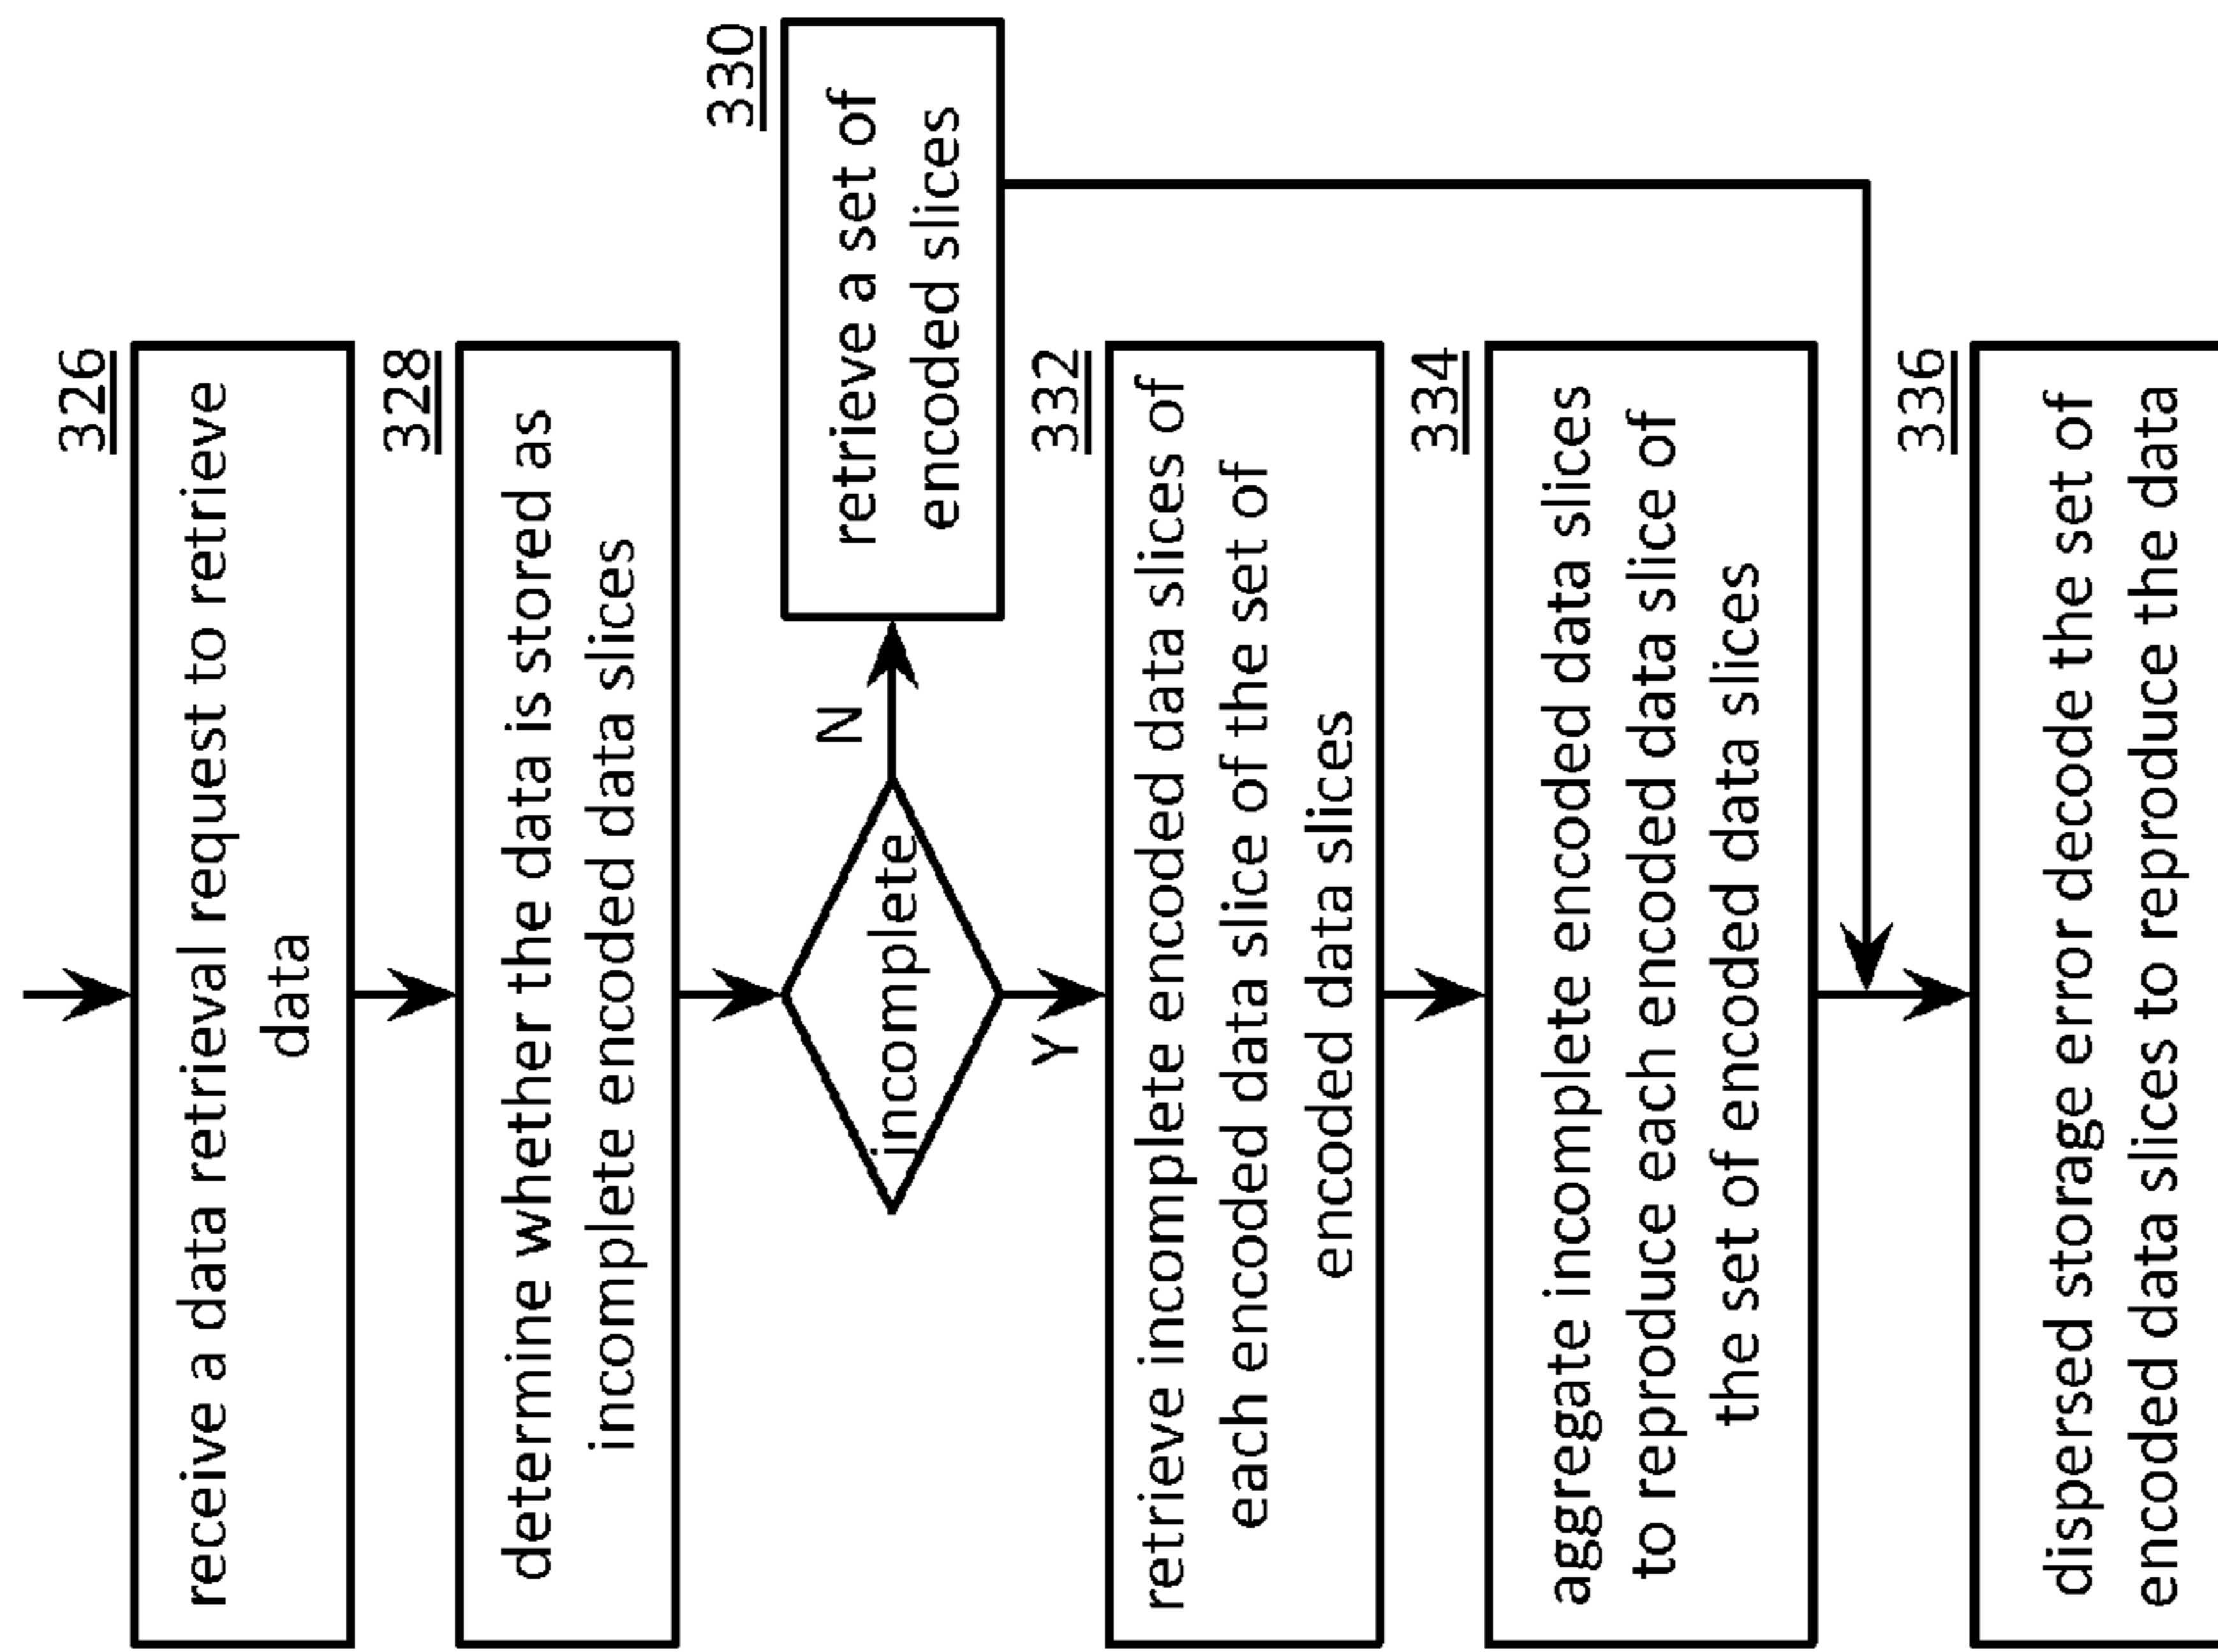 326
receive a data retrieval request to retrieve
data
328
determine whether the data is stored as
incomplete encoded data slices
incomplete
N
330
retrieve a set of
encoded slices
Y
332
retrieve incomplete encoded data slices of
each encoded data slice of the set of
encoded data slices
334
aggregate incomplete encoded data slices
to reproduce each encoded data slice of
the set of encoded data slices
336
dispersed storage error decode the set of
encoded data slices to reproduce the data